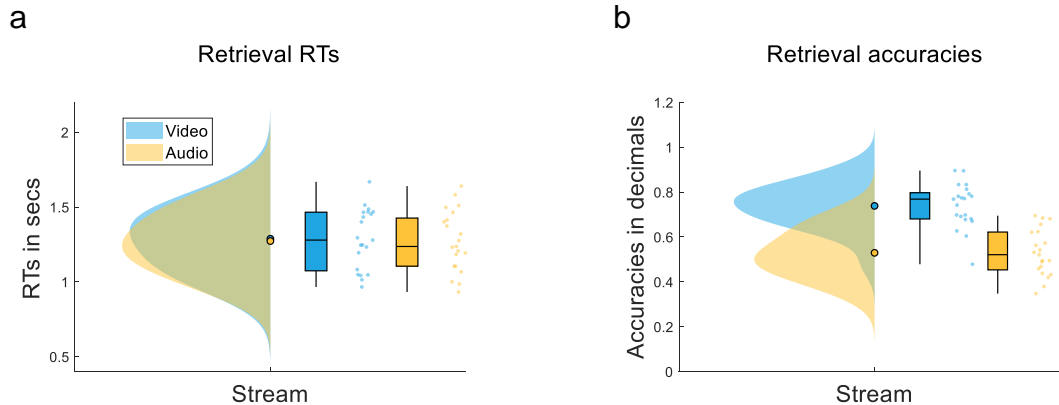 a
Retrieval RTs
RTs in secs
2
1.5
1
0.5
Video
Audio
Stream
b
Retrieval accuracies
Accuracies in decimals
1.2
1
0.8
0.6
0.4
0.2
0
Stream